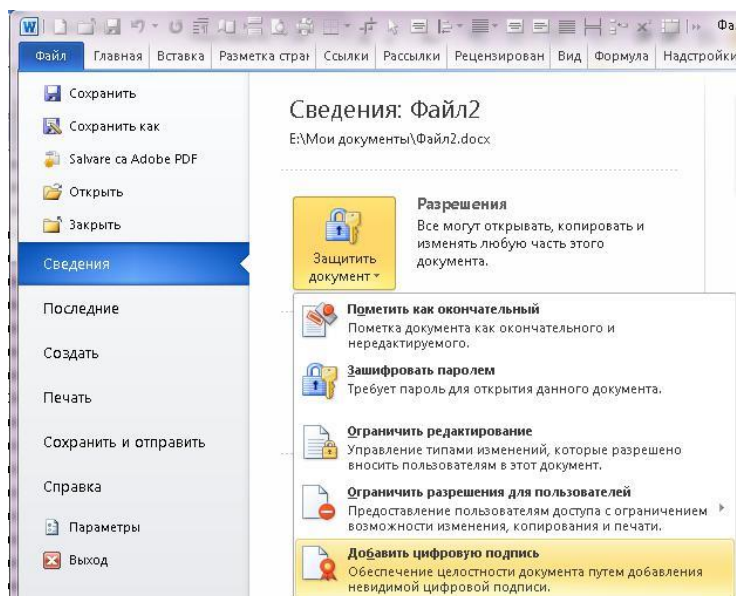 W
Фа
Файл Главная Вставка Разметка стран Ссылки Рассылки Рецензирован Вид Формула Надстройки
Сохранить
Сохранить как
Salvare ca Adobe PDF
Открыть
Закрыть
Сведения
Последние
Создать
Печать
Сохранить и отправить
Справка
Параметры
Выход
Сведения: Файл2
E:\Мои документы\Файл2.docx
Защитить
документ
Разрешения
Все могут открывать, копировать и
изменять любую часть этого
документа.
Пометить как окончательный
Пометка документа как окончательного и
нередактируемого.
Зашифровать паролем
Требует пароль для открытия данного документа.
Ограничить редактирование
Управление типами изменений, которые разрешено
вносить пользователям в этот документ.
Ограничить разрешения для пользователей
Предоставление пользователям доступа с ограничением
возможности изменения, копирования и печати.
Добавить цифровую подпись
Обеспечение целостности документа путем добавления
невидимой цифровой подписи.